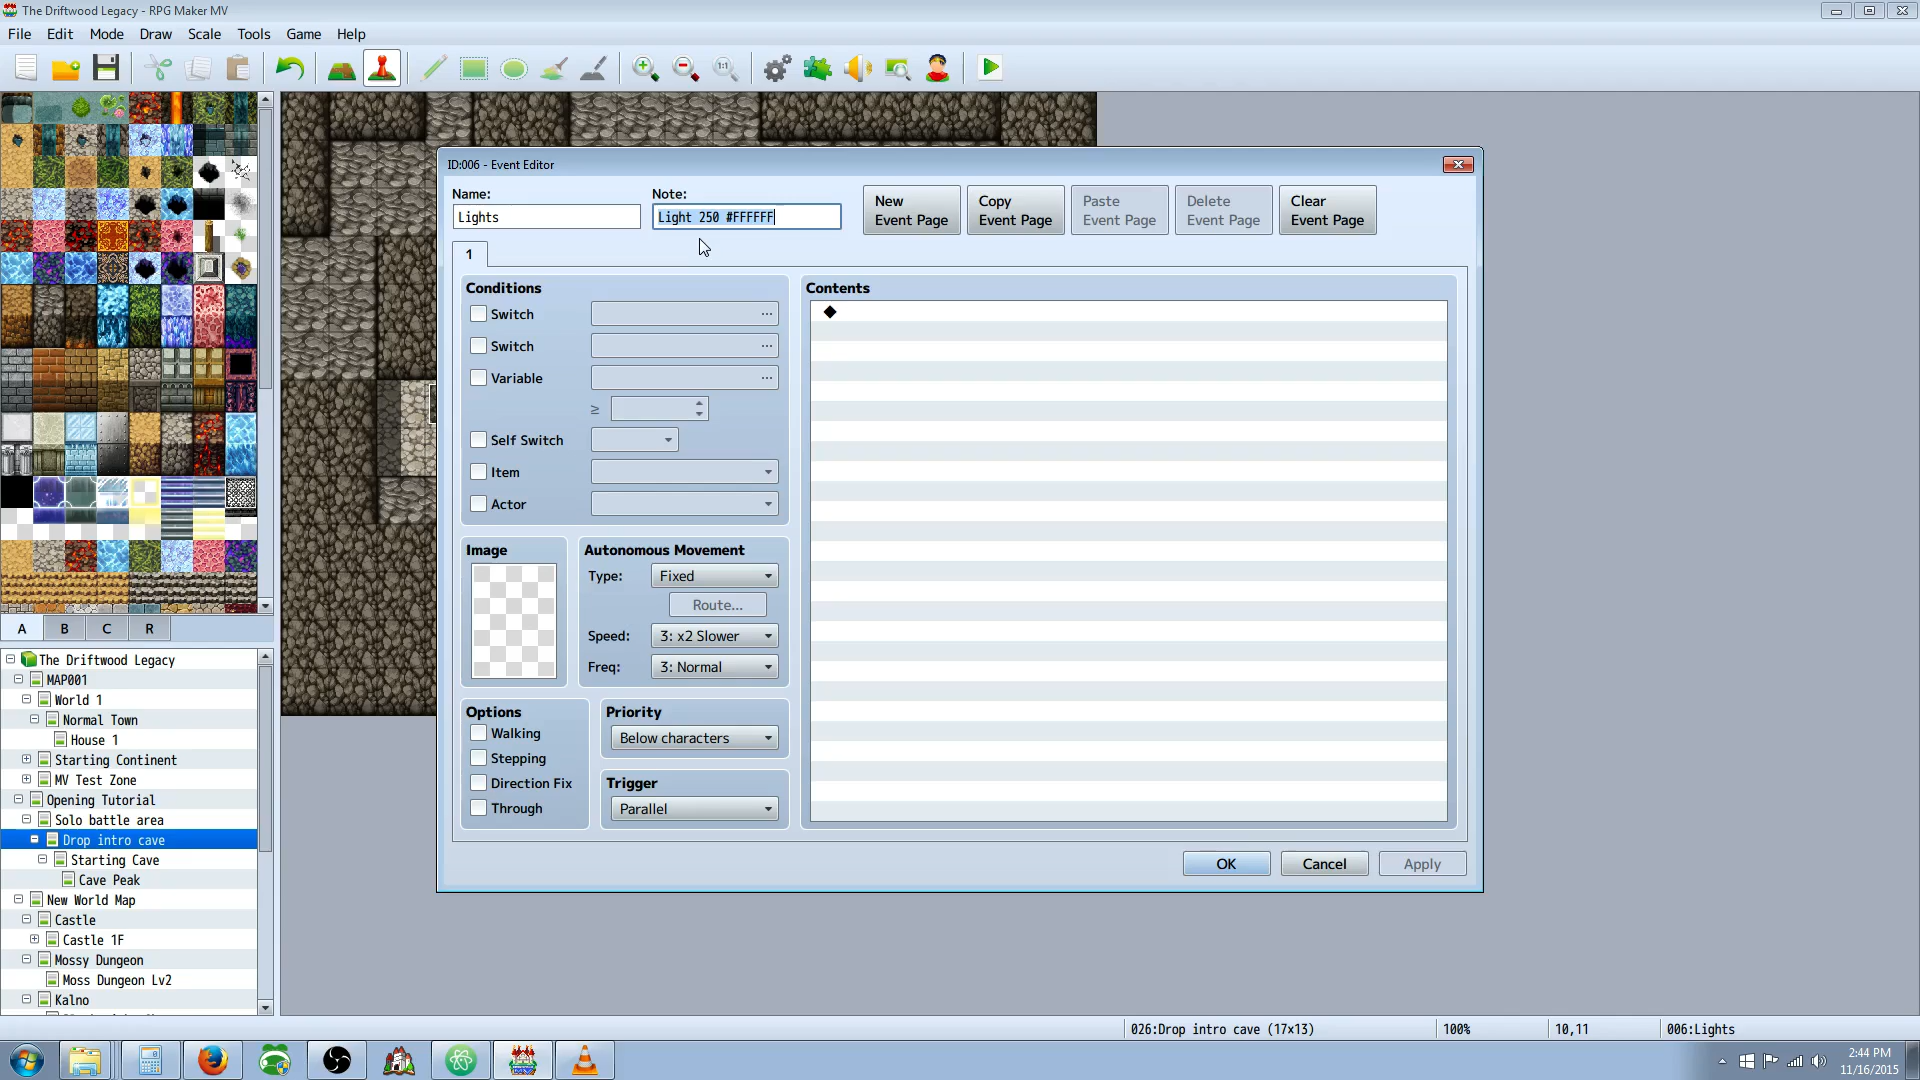 The Driftwood Legacy - RPG Maker MV
File Edit Mode Draw Scale Tools Game Help
1:1
ID:006 - Event Editor
Name:
Note:
Lights
Light 250 #FFFFFF
New Event Page
Copy Event Page
Paste Event Page
Delete Event Page
Clear Event Page
1
Conditions
Switch ...
Switch ...
Variable ...
≥
Self Switch
Item
Actor
Image
Autonomous Movement
Type: Fixed
Route...
Speed: 3: x2 Slower
Freq: 3: Normal
Options
Walking
Stepping
Direction Fix
Through
Priority
Below characters
Trigger
Parallel
Contents
◆
OK Cancel Apply
A B C R
The Driftwood Legacy
MAP001
World 1
Normal Town
House 1
Starting Continent
MV Test Zone
Opening Tutorial
Solo battle area
Drop intro cave
Starting Cave
Cave Peak
New World Map
Castle
Castle 1F
Mossy Dungeon
Moss Dungeon Lv2
Kalno
026:Drop intro cave (17x13) 100% 10,11 006:Lights
2:44 PM
11/16/2015